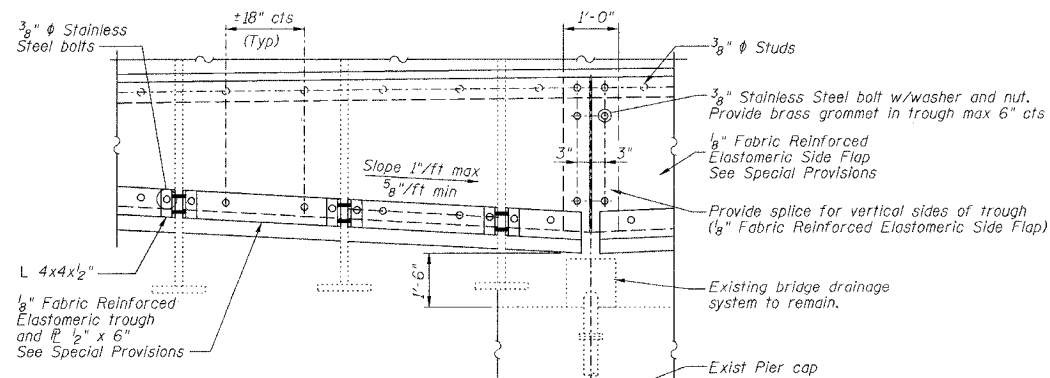 3/8" φ Stainless
Steel bolts
±18" cts
(Typ)
1'-0"
3/8" φ Studs
3/8" Stainless Steel bolt w/washer and nut.
Provide brass grommet in trough max 6" cts
1/8" Fabric Reinforced
Elastomeric Side Flap
See Special Provisions
3" 3"
Slope 1"/ft max
5/8"/ft min
Provide splice for vertical sides of trough
(1/8" Fabric Reinforced Elastomeric Side Flap)
L 4x4x1/2"
1'-6"
Existing bridge drainage
system to remain.
1/8" Fabric Reinforced
Elastomeric trough
and ℄ 1/2" x 6"
See Special Provisions
Exist Pier cap